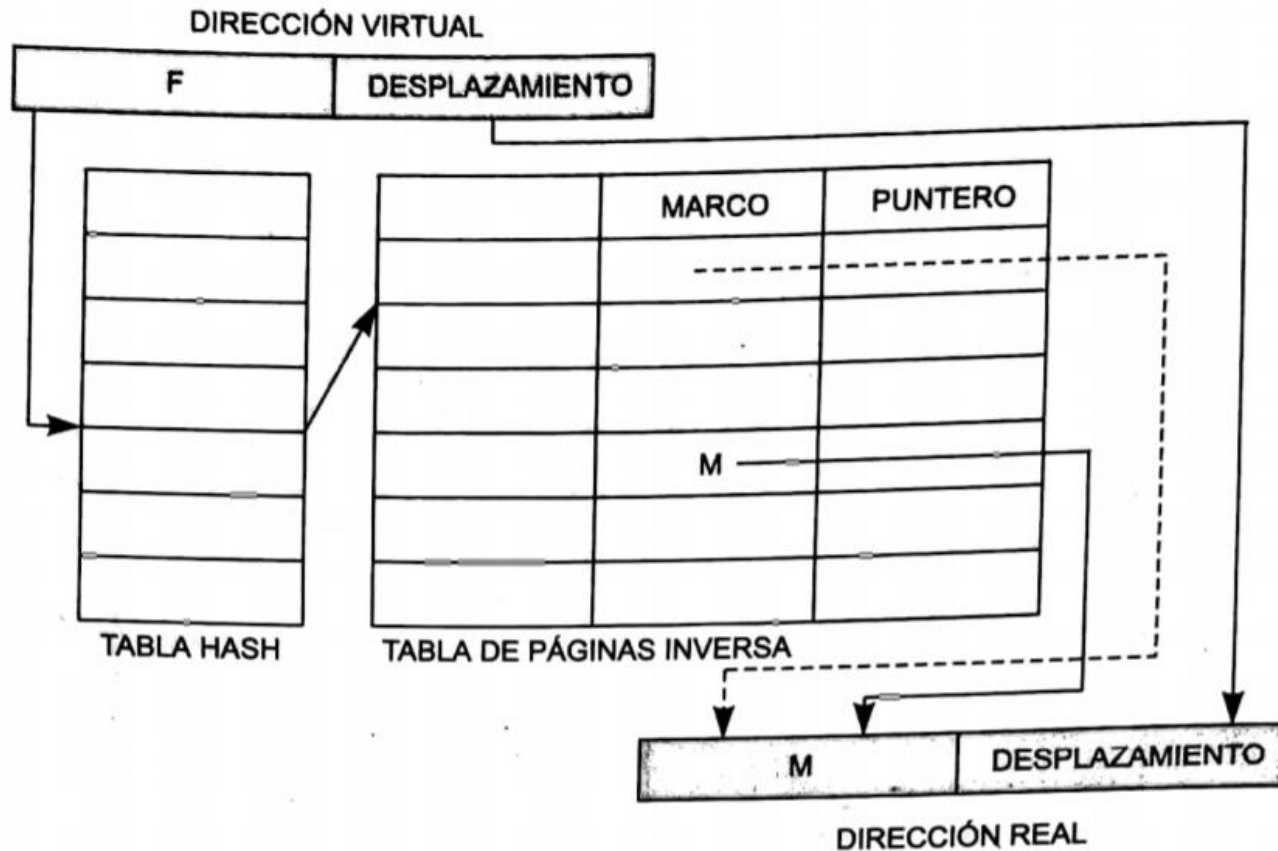 DIRECCIÓN VIRTUAL
F
DESPLAZAMIENTO
MARCO
PUNTERO
M
TABLA HASH
TABLA DE PÁGINAS INVERSA
M
DESPLAZAMIENTO
DIRECCIÓN REAL